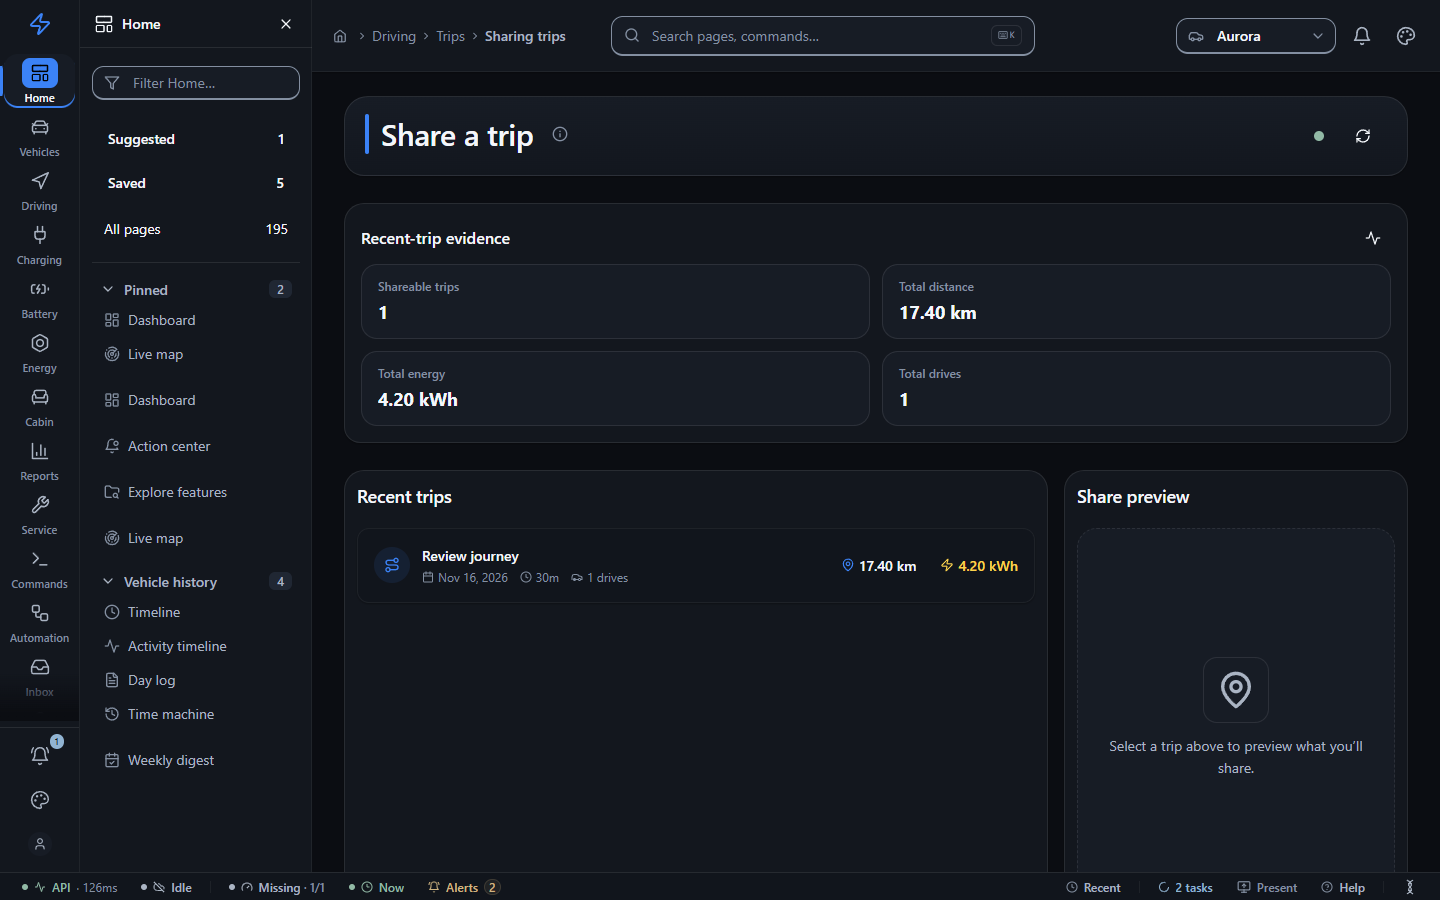 Home
Driving
Trips
Sharing trips
Search pages, commands...
K
Aurora
Home
Vehicles
Driving
Charging
Battery
Energy
Cabin
Reports
Service
Commands
Automation
Inbox
1
Filter Home...
Suggested 1
Saved 5
All pages 195
Pinned 2
Dashboard
Live map
Dashboard
Action center
Explore features
Live map
Vehicle history 4
Timeline
Activity timeline
Day log
Time machine
Weekly digest
Share a trip
Recent-trip evidence
Shareable trips
1
Total distance
17.40 km
Total energy
4.20 kWh
Total drives
1
Recent trips
Review journey
Nov 16, 2026 30m 1 drives
17.40 km 4.20 kWh
Share preview
Select a trip above to preview what you'll
share.
API · 126ms Idle Missing · 1/1 Now Alerts 2 Recent 2 tasks Present Help